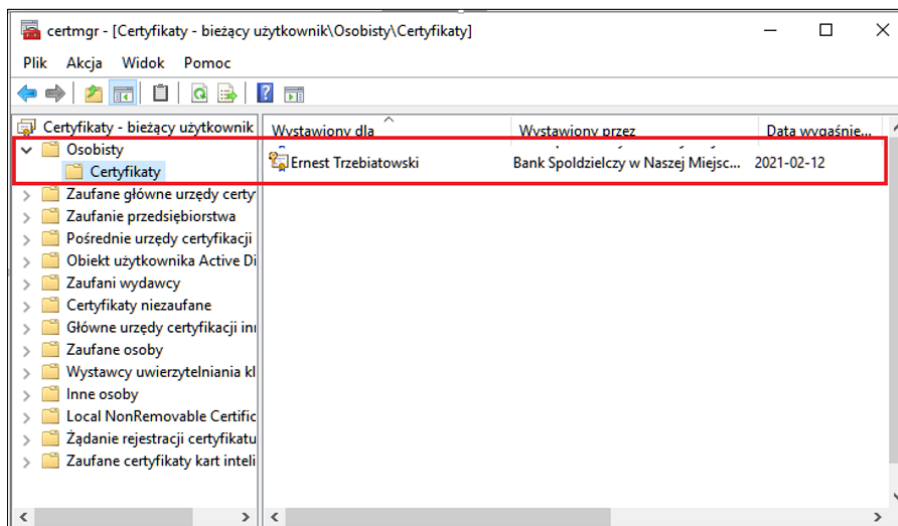 certmgr - [Certyfikaty - bieżący użytkownik\Osobisty\Certyfikaty]
Plik Akcja Widok Pomoc
Certyfikaty - bieżący użytkownik
Osobisty
Certyfikaty
Zaufane główne urzędy certy
Zaufanie przedsiębiorstwa
Pośrednie urzędy certyfikacji
Obiekt użytkownika Active Di
Zaufani wydawcy
Certyfikaty niezaufane
Główne urzędy certyfikacji inn
Zaufane osoby
Wystawcy uwierzytelniania kl
Inne osoby
Local NonRemovable Certific
Żądanie rejestracji certyfikatu
Zaufane certyfikaty kart inteli
Wystawiony dla Wystawiony przez Data wygaśnie...
Ernest Trzebiatowski Bank Spoldzielczy w Naszej Miejsc... 2021-02-12